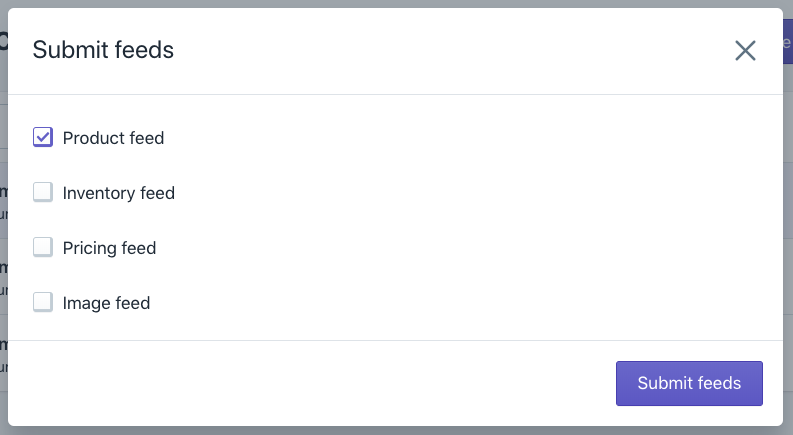 Submit feeds
Product feed
Inventory feed
Pricing feed
Image feed
Submit feeds